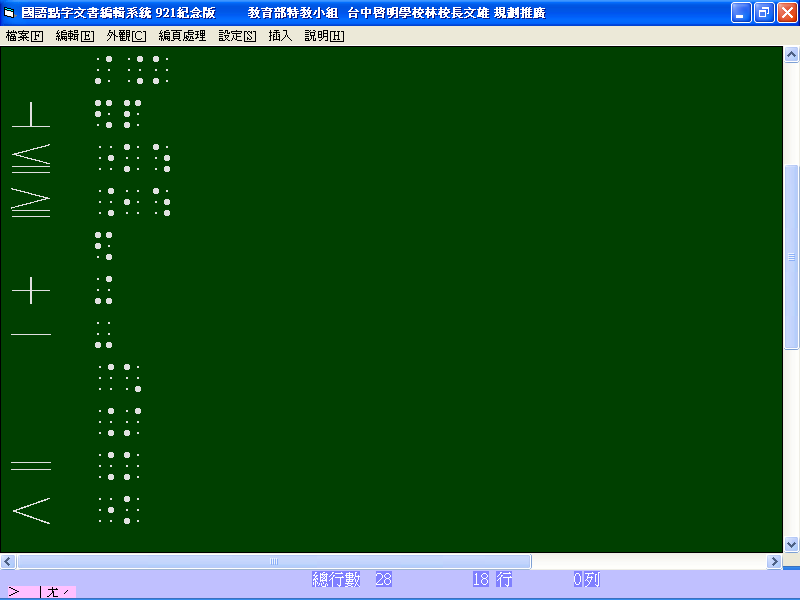 國語點字文書編輯系統 921紀念版 教育部特教小組 台中啓明學校林校長文雄 規劃推廣
檔案[F] 編輯[E] 外觀[C] 編頁處理 設定[S] 插入 說明[H]
⊥
≦
≧
+
－
=
<
總行數 28 18 行 0列
> |ㄤˊ